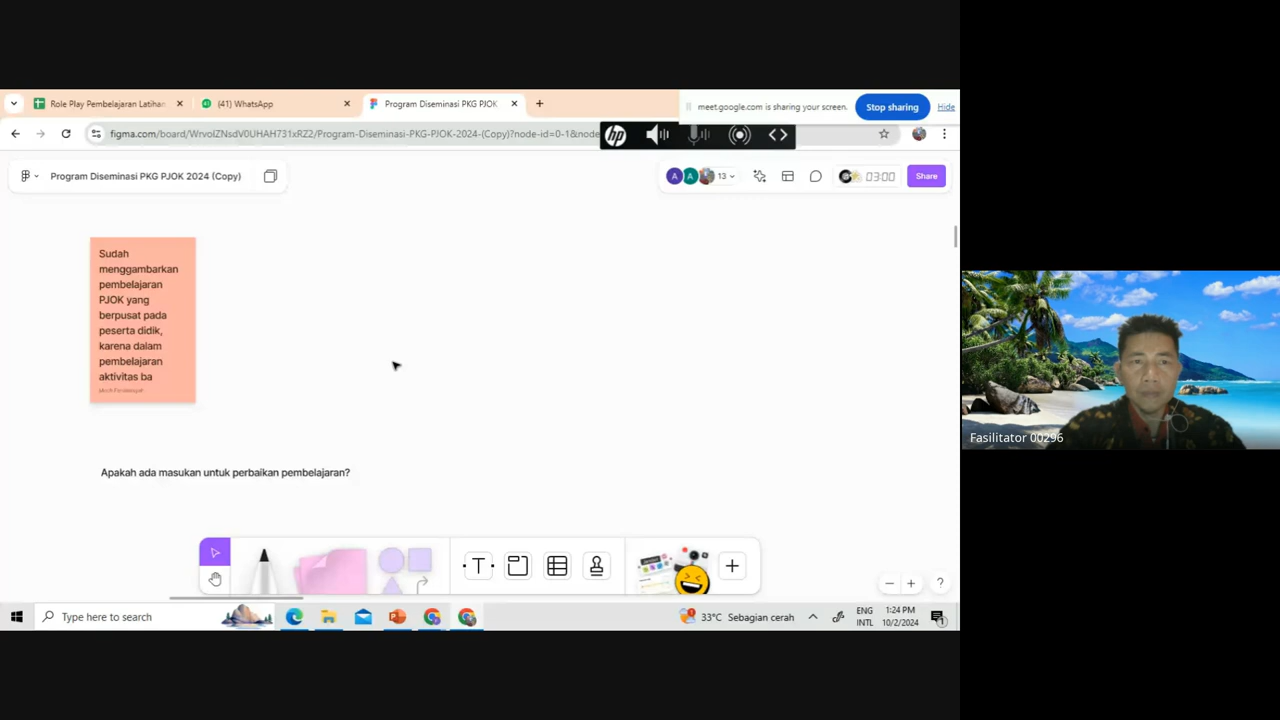 Role Play Pembelajaran Latihan
(41) WhatsApp
Program Diseminasi PKG PJOK
meet.google.com is sharing your screen.
Stop sharing
Hide
figma.com/board/WrvolZNsdV0UHAH731xRZ2/Program-Diseminasi-PKG-PJOK-2024-(Copy)?node-id=0-1&node
hp
Program Diseminasi PKG PJOK 2024 (Copy)
A
A
13
03:00
Share
Sudah
menggambarkan
pembelajaran
PJOK yang
berpusat pada
peserta didik,
karena dalam
pembelajaran
aktivitas ba
Apakah ada masukan untuk perbaikan pembelajaran?
T
Fasilitator 00296
Type here to search
33°C Sebagian cerah
ENG
INTL
1:24 PM
10/2/2024
1